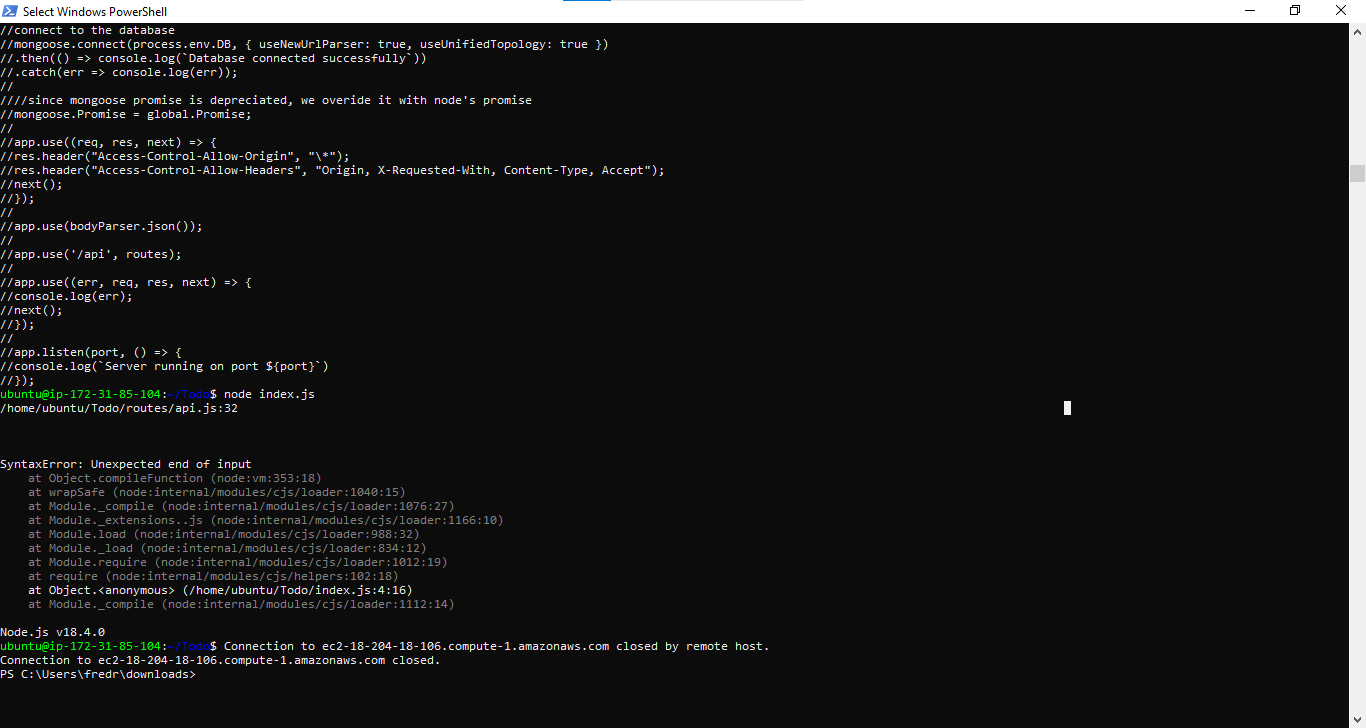 Select Windows PowerShell
//connect to the database
//mongoose.connect(process.env.DB, { useNewUrlParser: true, useUnifiedTopology: true })
//.then(() => console.log(`Database connected successfully`))
//.catch(err => console.log(err));
//
////since mongoose promise is depreciated, we overide it with node's promise
//mongoose.Promise = global.Promise;
//
//app.use((req, res, next) => {
//res.header("Access-Control-Allow-Origin", "\*");
//res.header("Access-Control-Allow-Headers", "Origin, X-Requested-With, Content-Type, Accept");
//next();
//});
//
//app.use(bodyParser.json());
//
//app.use('/api', routes);
//
//app.use((err, req, res, next) => {
//console.log(err);
//next();
//});
//
//app.listen(port, () => {
//console.log(`Server running on port ${port}`)
//});
ubuntu@ip-172-31-85-104:~/Todo$ node index.js
/home/ubuntu/Todo/routes/api.js:32
SyntaxError: Unexpected end of input
    at Object.compileFunction (node:vm:353:18)
    at wrapSafe (node:internal/modules/cjs/loader:1040:15)
    at Module._compile (node:internal/modules/cjs/loader:1076:27)
    at Module._extensions..js (node:internal/modules/cjs/loader:1166:10)
    at Module.load (node:internal/modules/cjs/loader:988:32)
    at Module._load (node:internal/modules/cjs/loader:834:12)
    at Module.require (node:internal/modules/cjs/loader:1012:19)
    at require (node:internal/modules/cjs/helpers:102:18)
    at Object.<anonymous> (/home/ubuntu/Todo/index.js:4:16)
    at Module._compile (node:internal/modules/cjs/loader:1112:14)
Node.js v18.4.0
ubuntu@ip-172-31-85-104:~/Todo$ Connection to ec2-18-204-18-106.compute-1.amazonaws.com closed by remote host.
Connection to ec2-18-204-18-106.compute-1.amazonaws.com closed.
PS C:\Users\fredr\downloads>